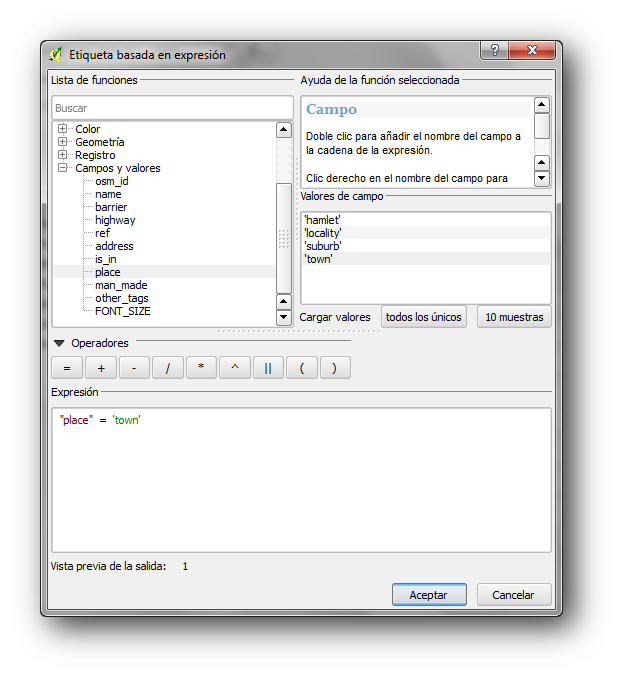 Etiqueta basada en expresión
?
Lista de funciones
Buscar
Color
Geometría
Registro
Campos y valores
osm_id
name
barrier
highway
ref
address
is_in
place
man_made
other_tags
FONT_SIZE
Ayuda de la función seleccionada
Campo
Doble clic para añadir el nombre del campo a
la cadena de la expresión.
Clic derecho en el nombre del campo para
Valores de campo
'hamlet'
'locality'
'suburb'
'town'
Cargar valores todos los únicos 10 muestras
Operadores
= + - / * ^ || ( )
Expresión
"place" = 'town'
Vista previa de la salida: 1
Aceptar Cancelar